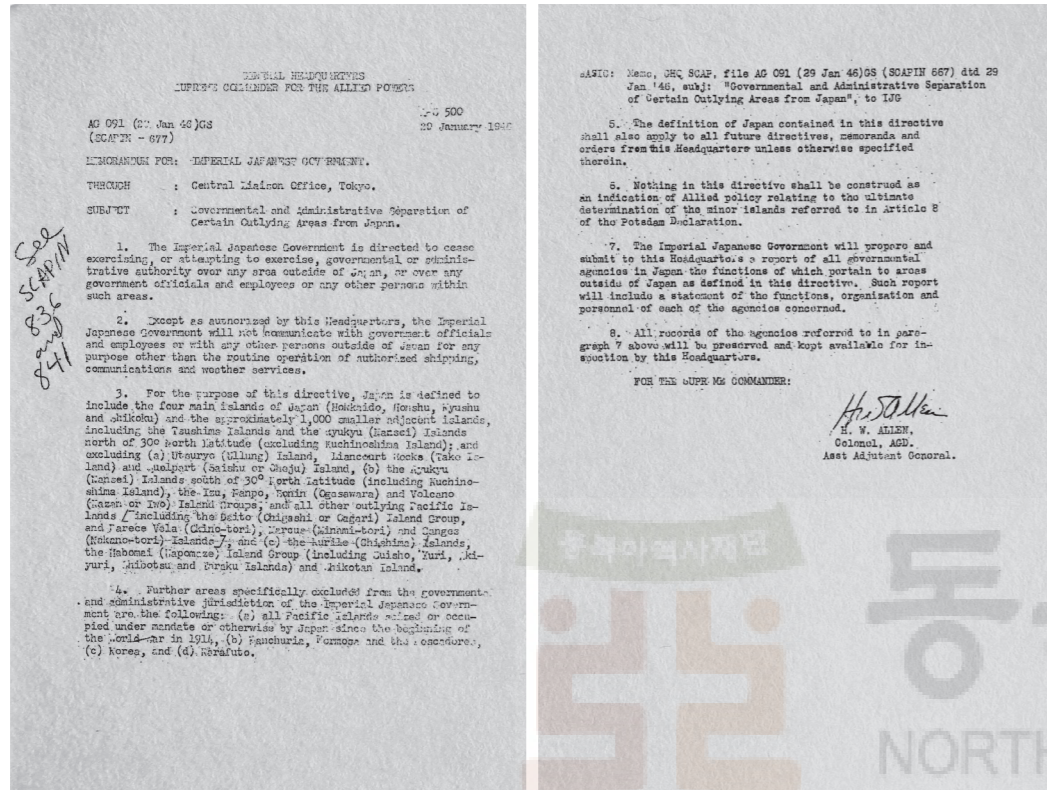 GENERAL HEADQUARTERS
SUPREME COMMANDER FOR THE ALLIED POWERS
APO 500
29 January 1946
AG 091 (29 Jan 46)GS
(SCAPIN - 677)
MEMORANDUM FOR: IMPERIAL JAPANESE GOVERNMENT.
THROUGH : Central Liaison Office, Tokyo.
SUBJECT : Governmental and Administrative Separation of
Certain Outlying Areas from Japan.
See
SCAPIN
836
and
841
1. The Imperial Japanese Government is directed to cease
exercising, or attempting to exercise, governmental or adminis-
trative authority over any area outside of Japan, or over any
government officials and employees or any other persons within
such areas.
2. Except as authorized by this Headquarters, the Imperial
Japanese Government will not communicate with government officials
and employees or with any other persons outside of Japan for any
purpose other than the routine operation of authorized shipping,
communications and weather services.
3. For the purpose of this directive, Japan is defined to
include the four main islands of Japan (Hokkaido, Honshu, Kyushu
and Shikoku) and the approximately 1,000 smaller adjacent islands,
including the Tsushima Islands and the Ryukyu (Nansei) Islands
north of 30° North Latitude (excluding Kuchinoshima Island); and
excluding (a) Utsuryo (Ullung) Island, Liancourt Rocks (Take Is-
land) and Quelpart (Saishu or Cheju) Island, (b) the Ryukyu
(Nansei) Islands south of 30° North Latitude (including Kuchino-
shima Island), the Izu, Nanpo, Bonin (Ogasawara) and Volcano
(Kazan or Iwo) Island Groups, and all other outlying Pacific Is-
lands [including the Daito (Ohigashi or Oagari) Island Group,
and Parece Vela (Okino-tori), Marcus (Minami-tori) and Ganges
(Nakano-tori) Islands], and (c) the Kurile (Chishima) Islands,
the Habomai (Hapomaze) Island Group (including Suisho, Yuri, Aki-
yuri, Shibotsu and Taraku Islands) and Shikotan Island.
4. Further areas specifically excluded from the governmental
and administrative jurisdiction of the Imperial Japanese Govern-
ment are the following: (a) all Pacific Islands seized or occu-
pied under mandate or otherwise by Japan since the beginning of
the World War in 1914, (b) Manchuria, Formosa and the Pescadores,
(c) Korea, and (d) Karafuto.
BASIC: Memo, GHQ SCAP, file AG 091 (29 Jan 46)GS (SCAPIN 667) dtd 29
Jan '46, subj: "Governmental and Administrative Separation
of Certain Outlying Areas from Japan", to IJG
5. The definition of Japan contained in this directive
shall also apply to all future directives, memoranda and
orders from this Headquarters unless otherwise specified
therein.
6. Nothing in this directive shall be construed as
an indication of Allied policy relating to the ultimate
determination of the minor islands referred to in Article 8
of the Potsdam Declaration.
7. The Imperial Japanese Government will prepare and
submit to this Headquarters a report of all governmental
agencies in Japan the functions of which pertain to areas
outside of Japan as defined in this directive. Such report
will include a statement of the functions, organization and
personnel of each of the agencies concerned.
8. All records of the agencies referred to in para-
graph 7 above will be preserved and kept available for in-
spection by this Headquarters.
FOR THE SUPREME COMMANDER:
H. W. ALLEN,
Colonel, AGD.
Asst Adjutant General.
동북아역사재단
동
NORTH